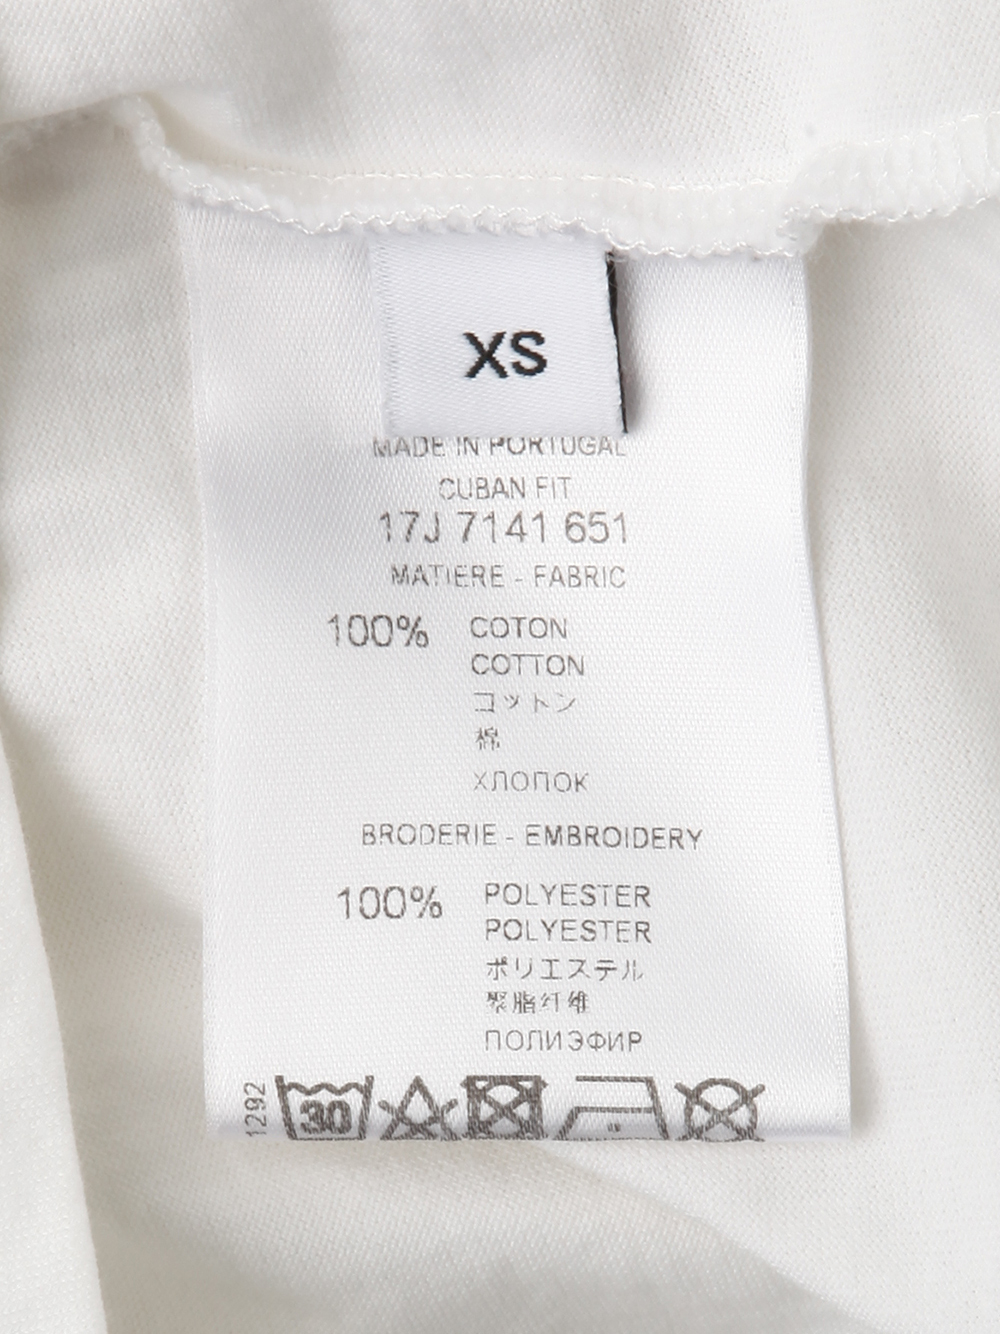 XS
MADE IN PORTUGAL
CUBAN FIT
17J 7141 651
MATIERE - FABRIC
100% COTON
COTTON
コットン
棉
ХЛОПОК
BRODERIE - EMBROIDERY
100% POLYESTER
POLYESTER
ポリエステル
聚脂纤维
ПОЛИЭФИР
1292
30